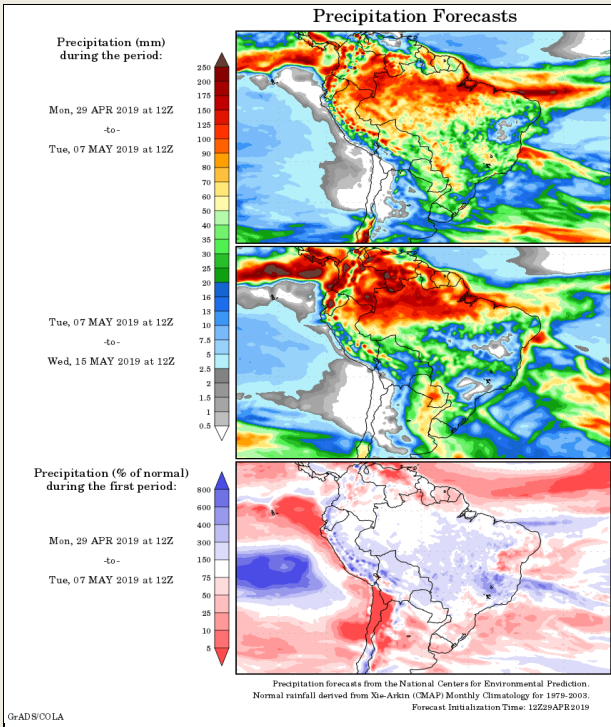 Precipitation Forecasts
Precipitation (mm)
during the period:
Mon, 29 APR 2019 at 12Z
-to-
Tue, 07 MAY 2019 at 12Z
250
200
175
150
125
100
90
80
70
60
50
40
35
30
25
20
16
13
10
7.5
5
2.5
2
1.5
1
0.5
Tue, 07 MAY 2019 at 12Z
-to-
Wed, 15 MAY 2019 at 12Z
Precipitation (% of normal)
during the first period:
Mon, 29 APR 2019 at 12Z
-to-
Tue, 07 MAY 2019 at 12Z
800
600
400
300
150
75
50
25
10
5
Precipitation forecasts from the National Centers for Environmental Prediction.
Normal rainfall derived from Xie-Arkin (CMAP) Monthly Climatology for 1979-2003.
Forecast Initialization Time: 12Z29APR2019
GrADS/COLA